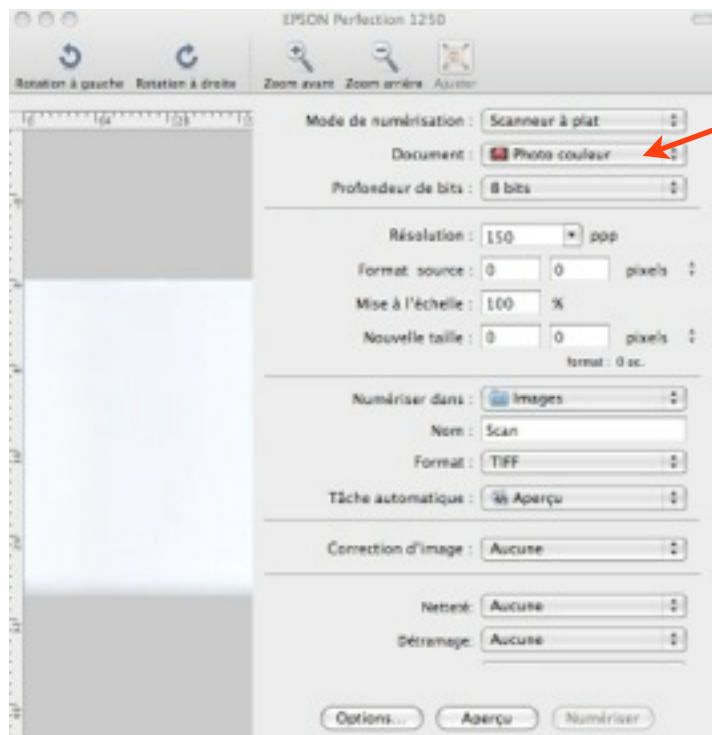 EPSON Perfection 1250
Rotation à gauche Rotation à droite Zoom avant Zoom arrière Ajuster
Mode de numérisation : Scanneur à plat
Document : Photo couleur
Profondeur de bits : 8 bits
Résolution : 150 ppp
Format source : 0 0 pixels
Mise à l'échelle : 100 %
Nouvelle taille : 0 0 pixels
format : 0 oc.
Numériser dans : Images
Nom : Scan
Format : TIFF
Tâche automatique : Aperçu
Correction d'image : Aucune
Netteté: Aucune
Détramage: Aucune
Options... Aperçu Numériser